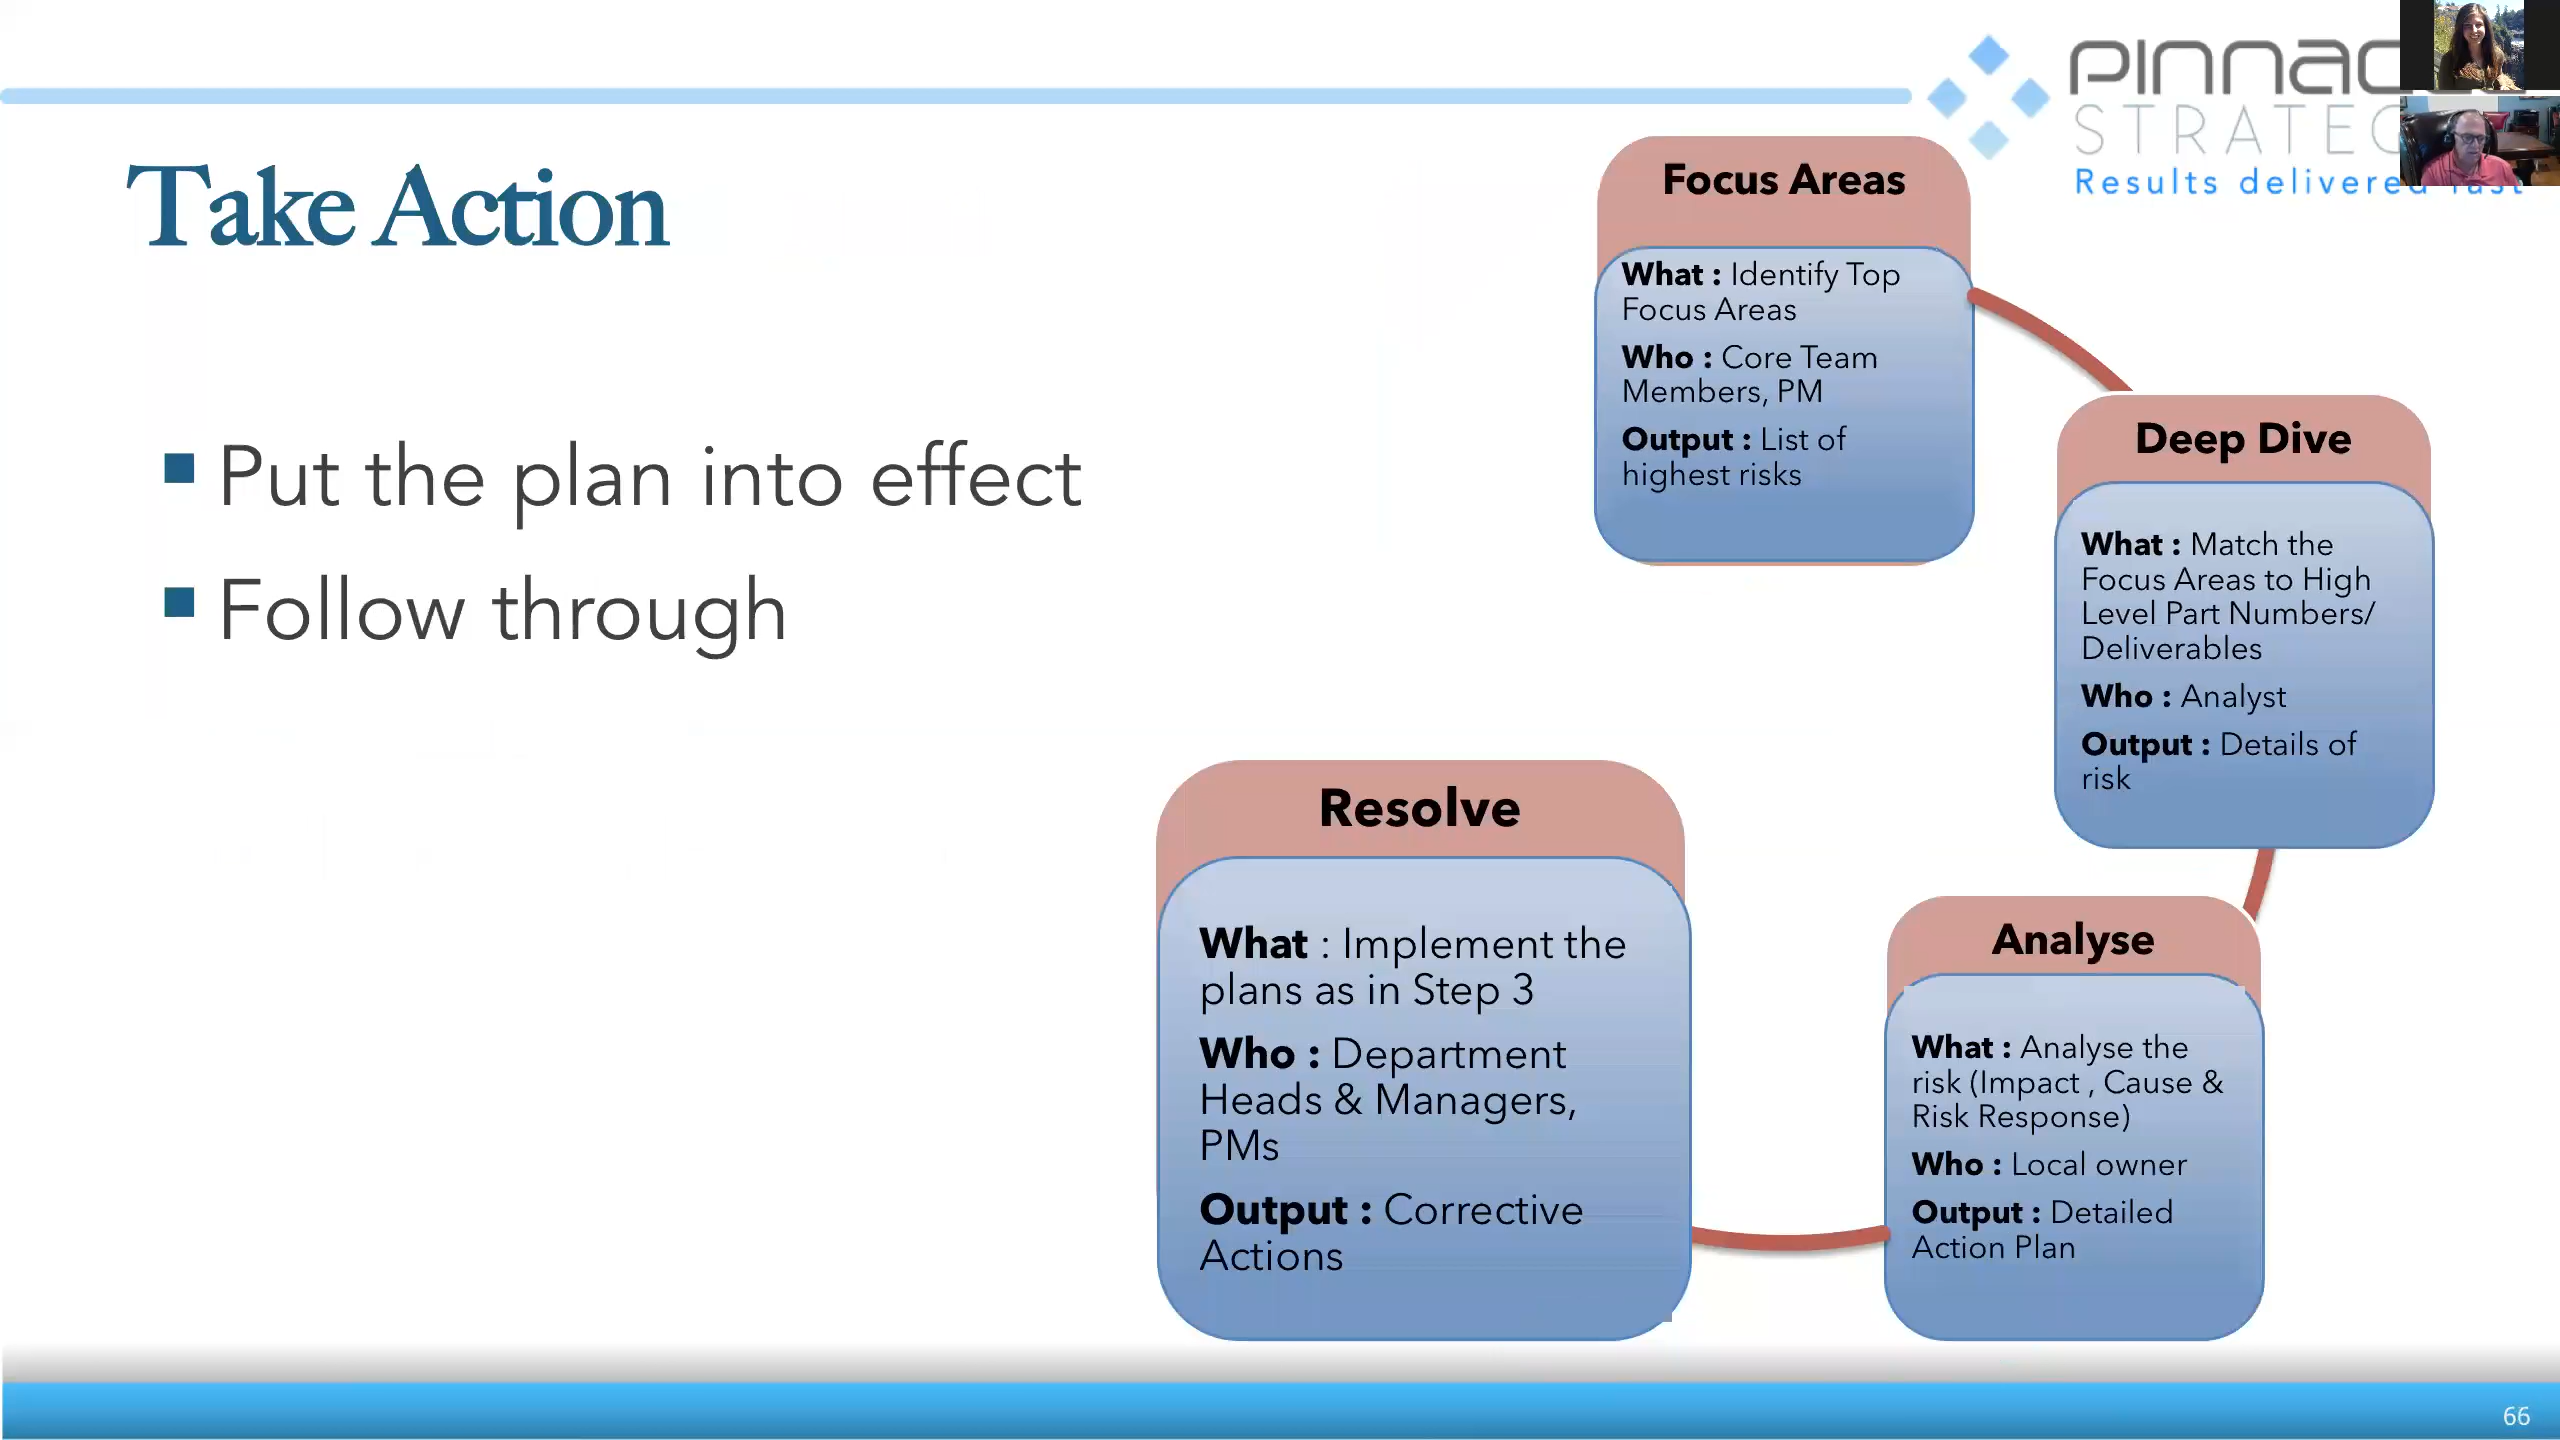 Take Action
Put the plan into effect
Follow through
STRATEG
Results delivered
Focus Areas
What : Identify Top
Focus Areas
Who : Core Team
Members, PM
Output : List of
highest risks
Deep Dive
What : Match the
Focus Areas to High
Level Part Numbers/
Deliverables
Who : Analyst
Output : Details of
risk
Analyse
What : Analyse the
risk (Impact , Cause &
Risk Response)
Who : Local owner
Output : Detailed
Action Plan
Resolve
What : Implement the
plans as in Step 3
Who : Department
Heads & Managers,
PMs
Output : Corrective
Actions
66